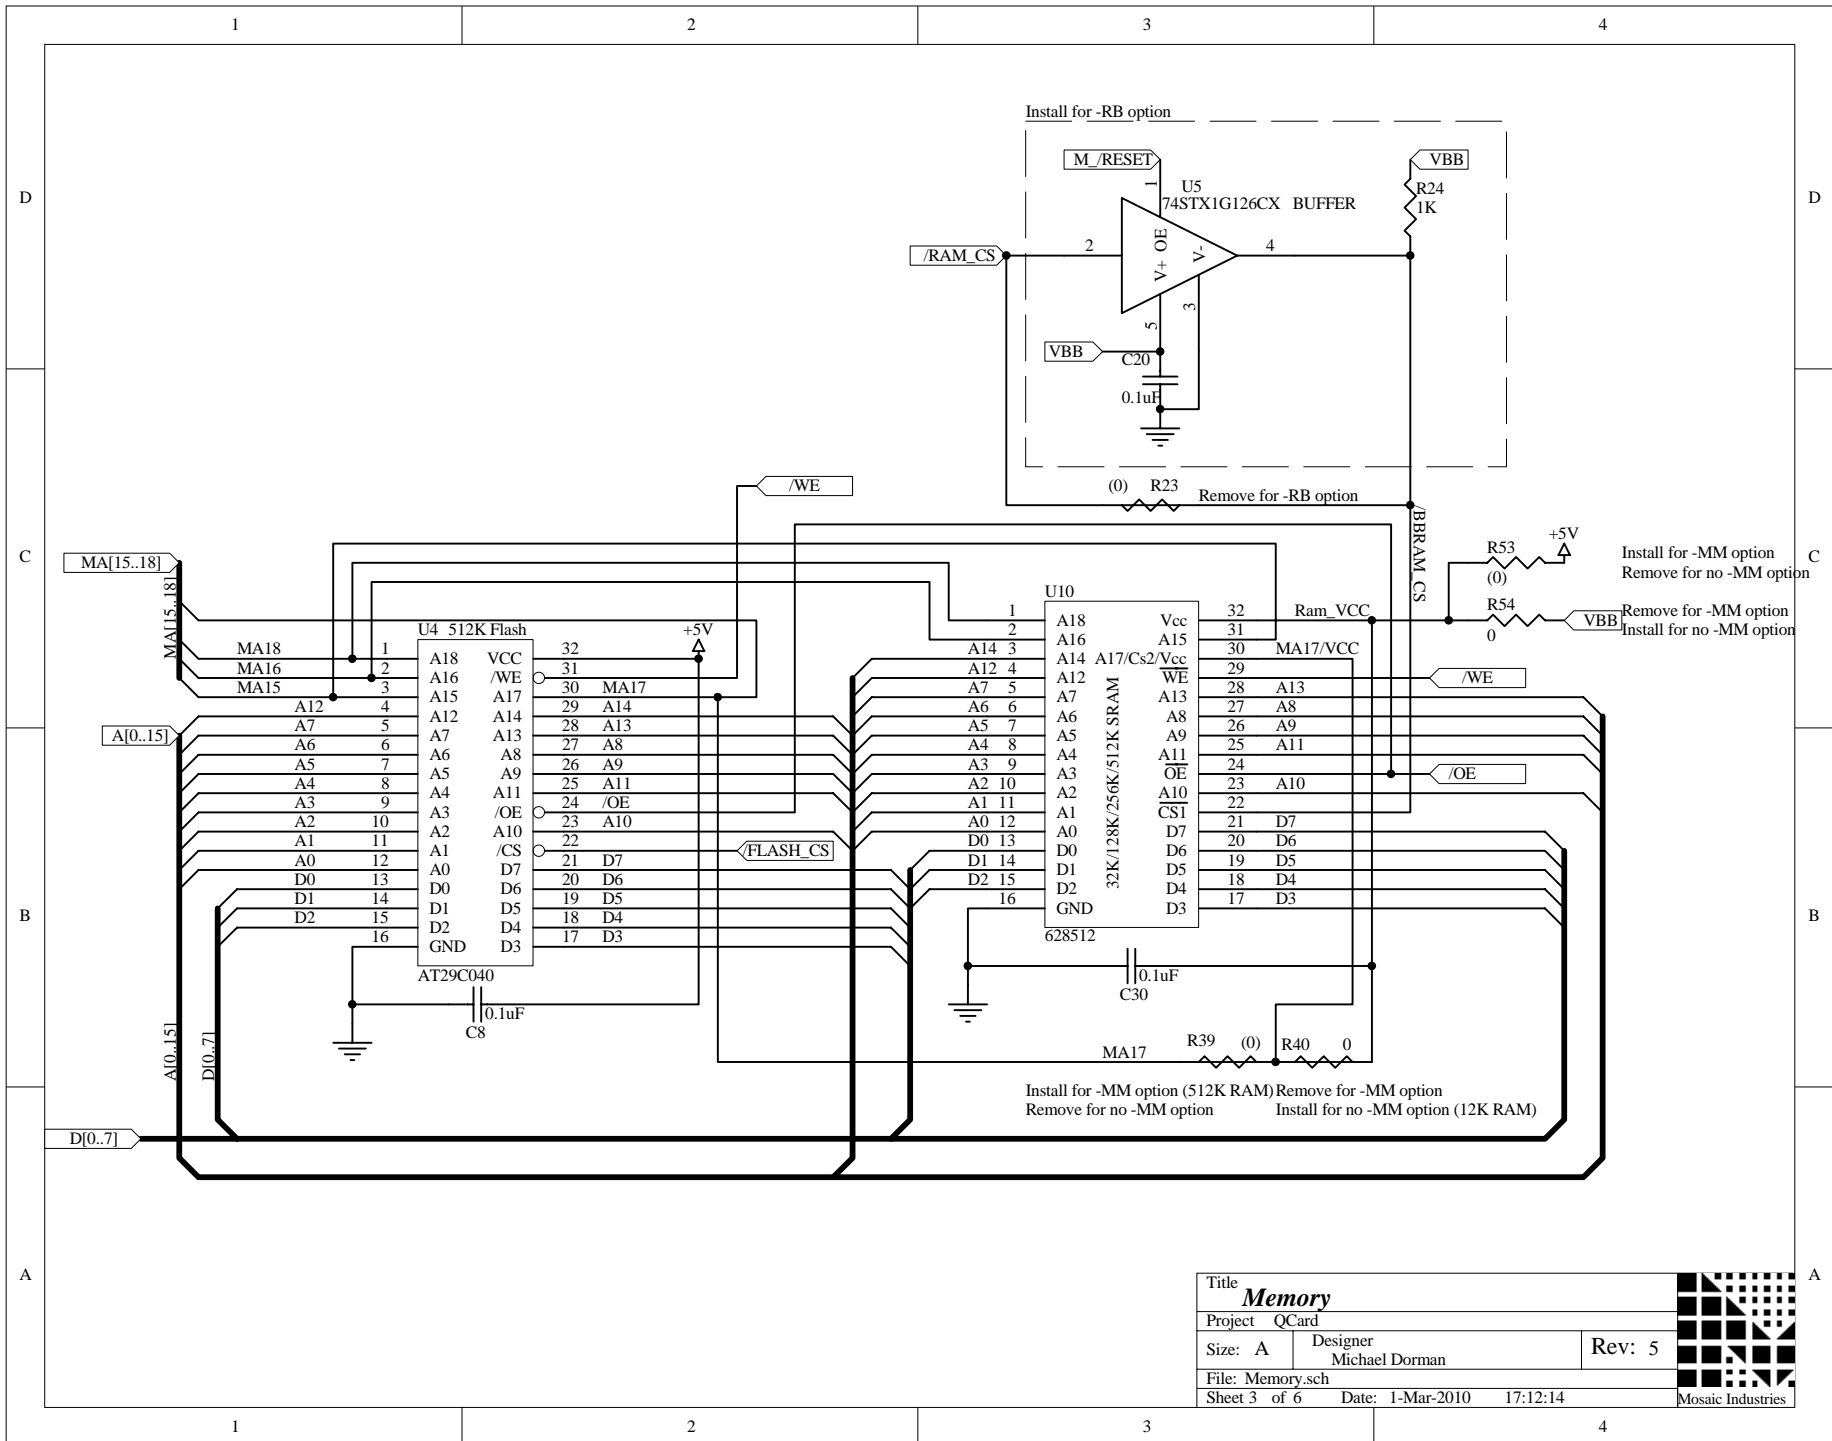 1 2 3 4
D D
C C
B B
A A
1 2 3 4
Install for -RB option
M_/RESET
VBB
1
U5
74STX1G126CX BUFFER
R24
1K
/RAM_CS
2
OE
V+
V-
4
5
3
VBB
C20
0.1uF
(0) R23
Remove for -RB option
/BBRAM_CS
/WE
MA[15..18]
MA[15..18]
+5V
R53
(0)
Install for -MM option
Remove for no -MM option
R54
0
VBB
Remove for -MM option
Install for no -MM option
U4 512K Flash
+5V
MA18 1 A18 VCC 32
MA16 2 A16 /WE 31
MA15 3 A15 A17 30 MA17
A12 4 A12 A14 29 A14
A7 5 A7 A13 28 A13
A6 6 A6 A8 27 A8
A5 7 A5 A9 26 A9
A4 8 A4 A11 25 A11
A3 9 A3 /OE 24 /OE
A2 10 A2 A10 23 A10
A1 11 A1 /CS 22 /FLASH_CS
A0 12 A0 D7 21 D7
D0 13 D0 D6 20 D6
D1 14 D1 D5 19 D5
D2 15 D2 D4 18 D4
16 GND D3 17 D3
AT29C040
A[0..15]
0.1uF
C8
A[0..15]
D[0..7]
U10
1 A18 Vcc 32 Ram_VCC
2 A16 A15 31
A14 3 A14 A17/Cs2/Vcc 30 MA17/VCC
A12 4 A12 WE 29 /WE
A7 5 A7 A13 28 A13
A6 6 A6 A8 27 A8
A5 7 A5 A9 26 A9
A4 8 A4 A11 25 A11
A3 9 A3 OE 24 /OE
A2 10 A2 A10 23 A10
A1 11 A1 CS1 22
A0 12 A0 D7 21 D7
D0 13 D0 D6 20 D6
D1 14 D1 D5 19 D5
D2 15 D2 D4 18 D4
16 GND D3 17 D3
32K/128K/256K/512K SRAM
628512
0.1uF
C30
MA17
R39 (0) R40 0
Install for -MM option (512K RAM) Remove for -MM option
Remove for no -MM option Install for no -MM option (12K RAM)
D[0..7]
Title
Memory
Project QCard
Size: A Designer Michael Dorman Rev: 5
File: Memory.sch
Sheet 3 of 6 Date: 1-Mar-2010 17:12:14
Mosaic Industries